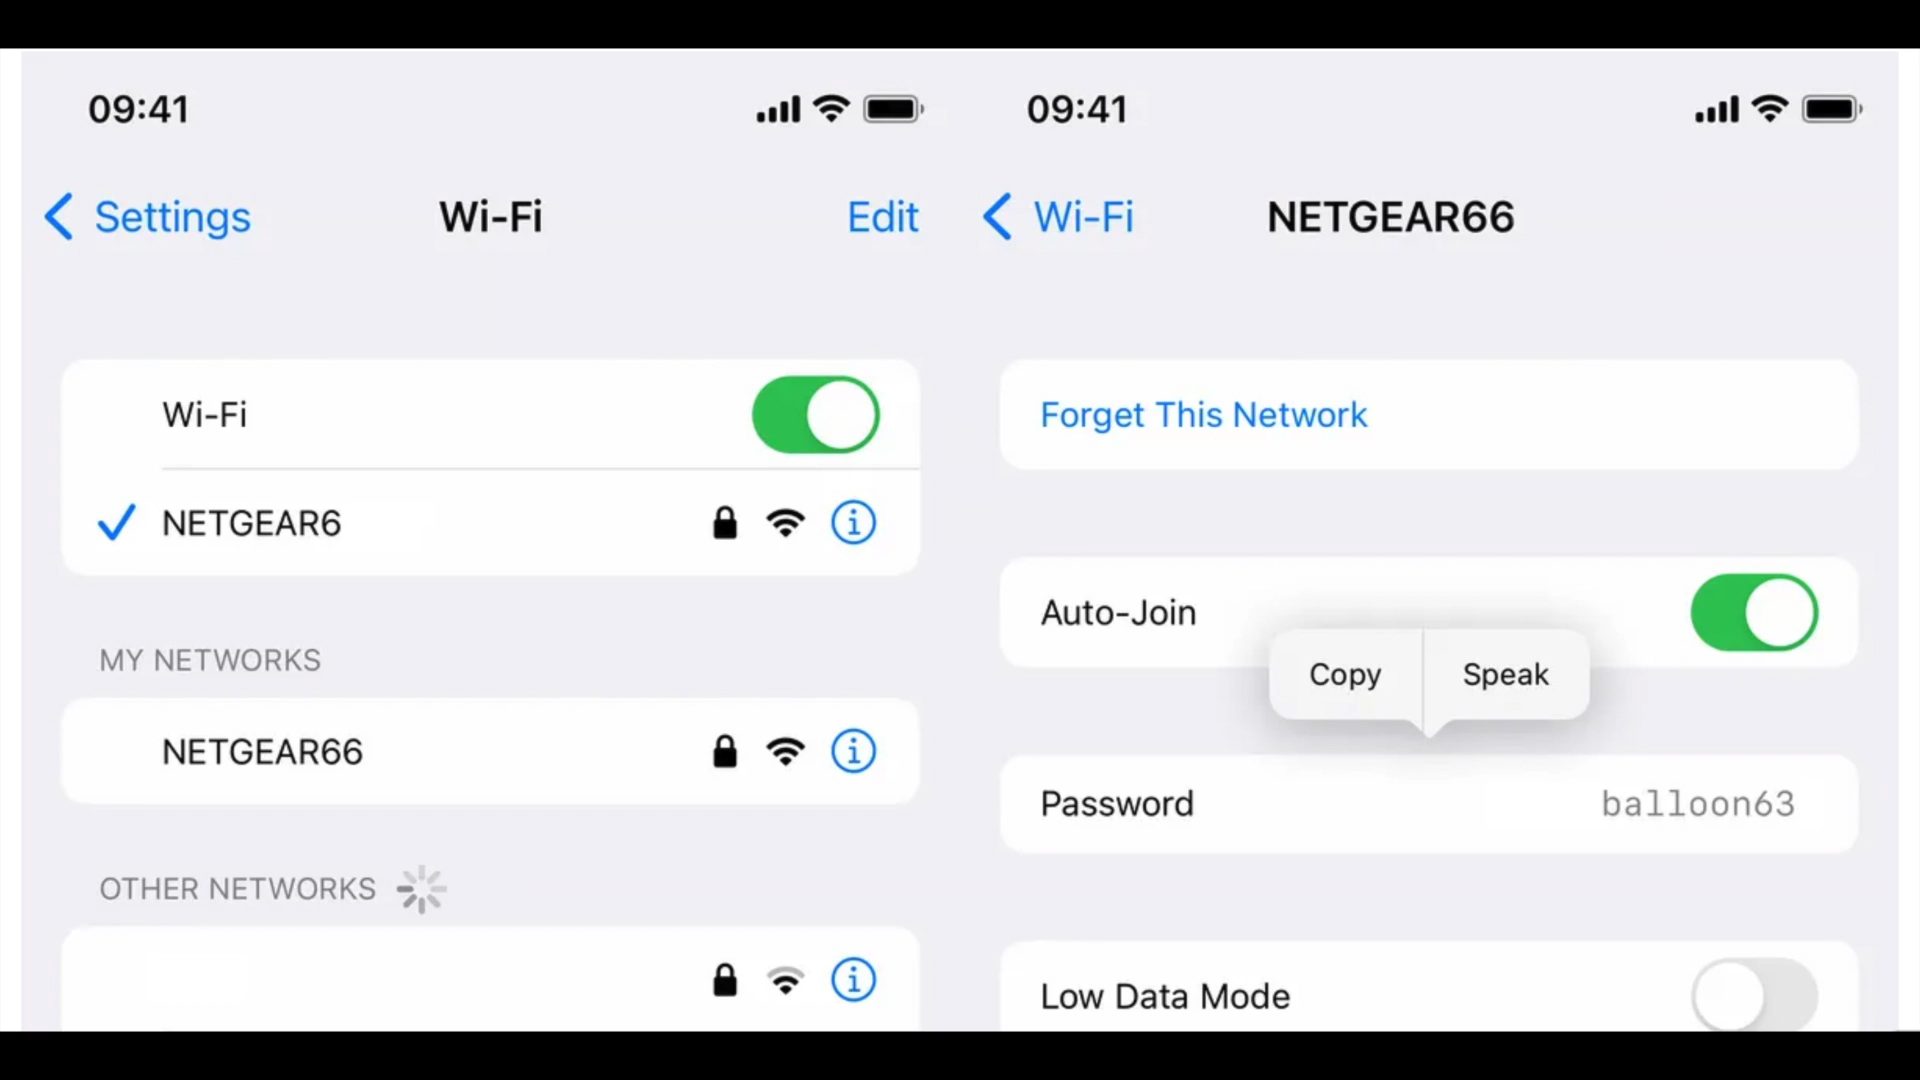 09:41
Settings Wi-Fi Edit
Wi-Fi
NETGEAR6
MY NETWORKS
NETGEAR66
OTHER NETWORKS
09:41
Wi-Fi NETGEAR66
Forget This Network
Auto-Join
Copy Speak
Password balloon63
Low Data Mode